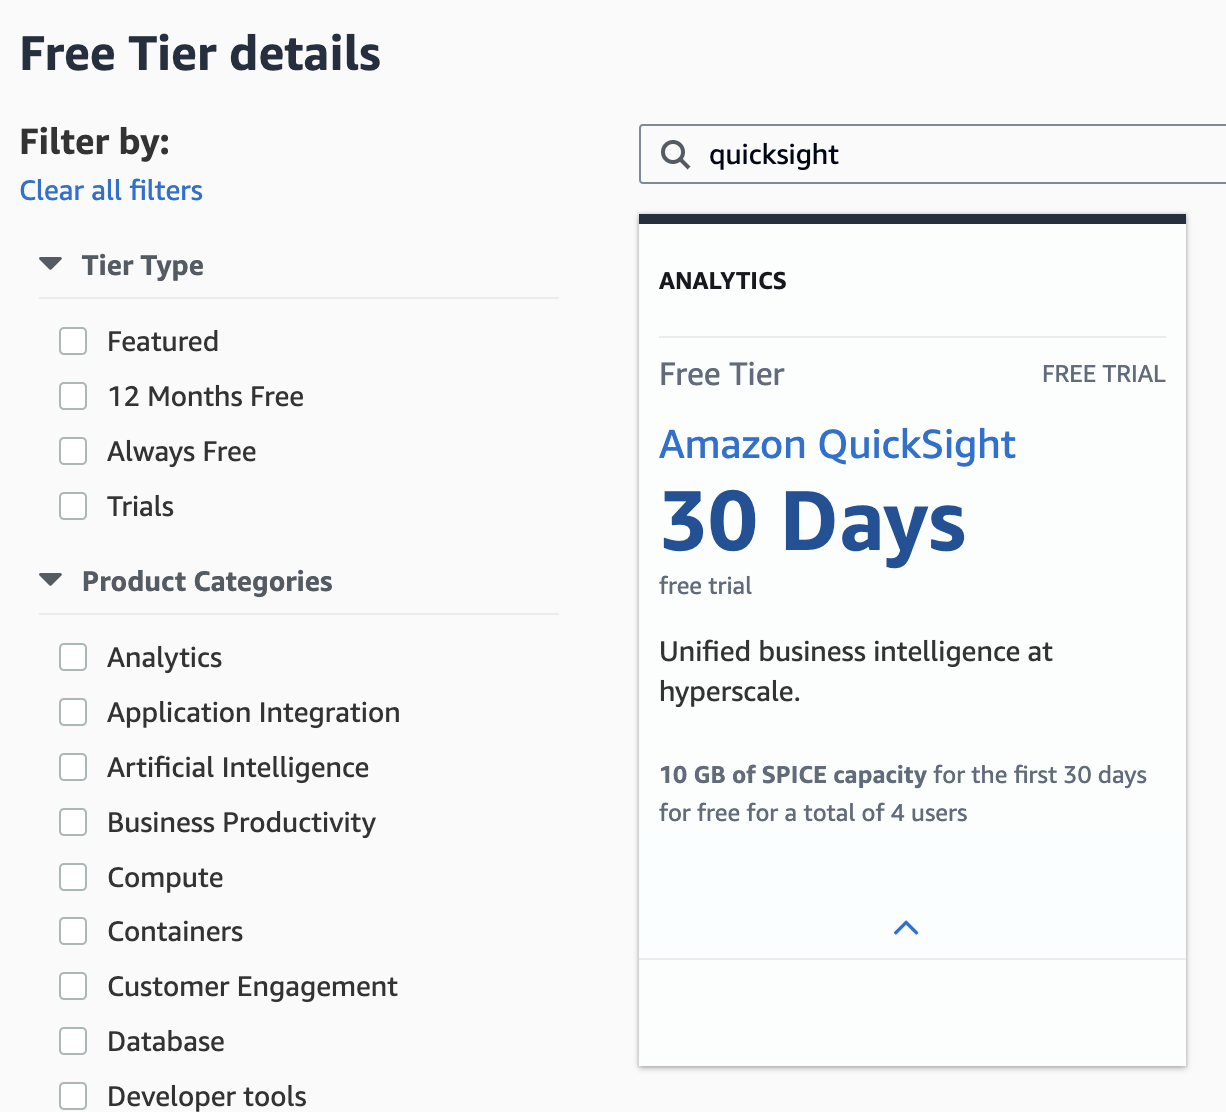 Free Tier details
Filter by:
Clear all filters
Tier Type
Featured
12 Months Free
Always Free
Trials
Product Categories
Analytics
Application Integration
Artificial Intelligence
Business Productivity
Compute
Containers
Customer Engagement
Database
Developer tools
quicksight
ANALYTICS
Free Tier FREE TRIAL
Amazon QuickSight
30 Days
free trial
Unified business intelligence at
hyperscale.
10 GB of SPICE capacity for the first 30 days
for free for a total of 4 users